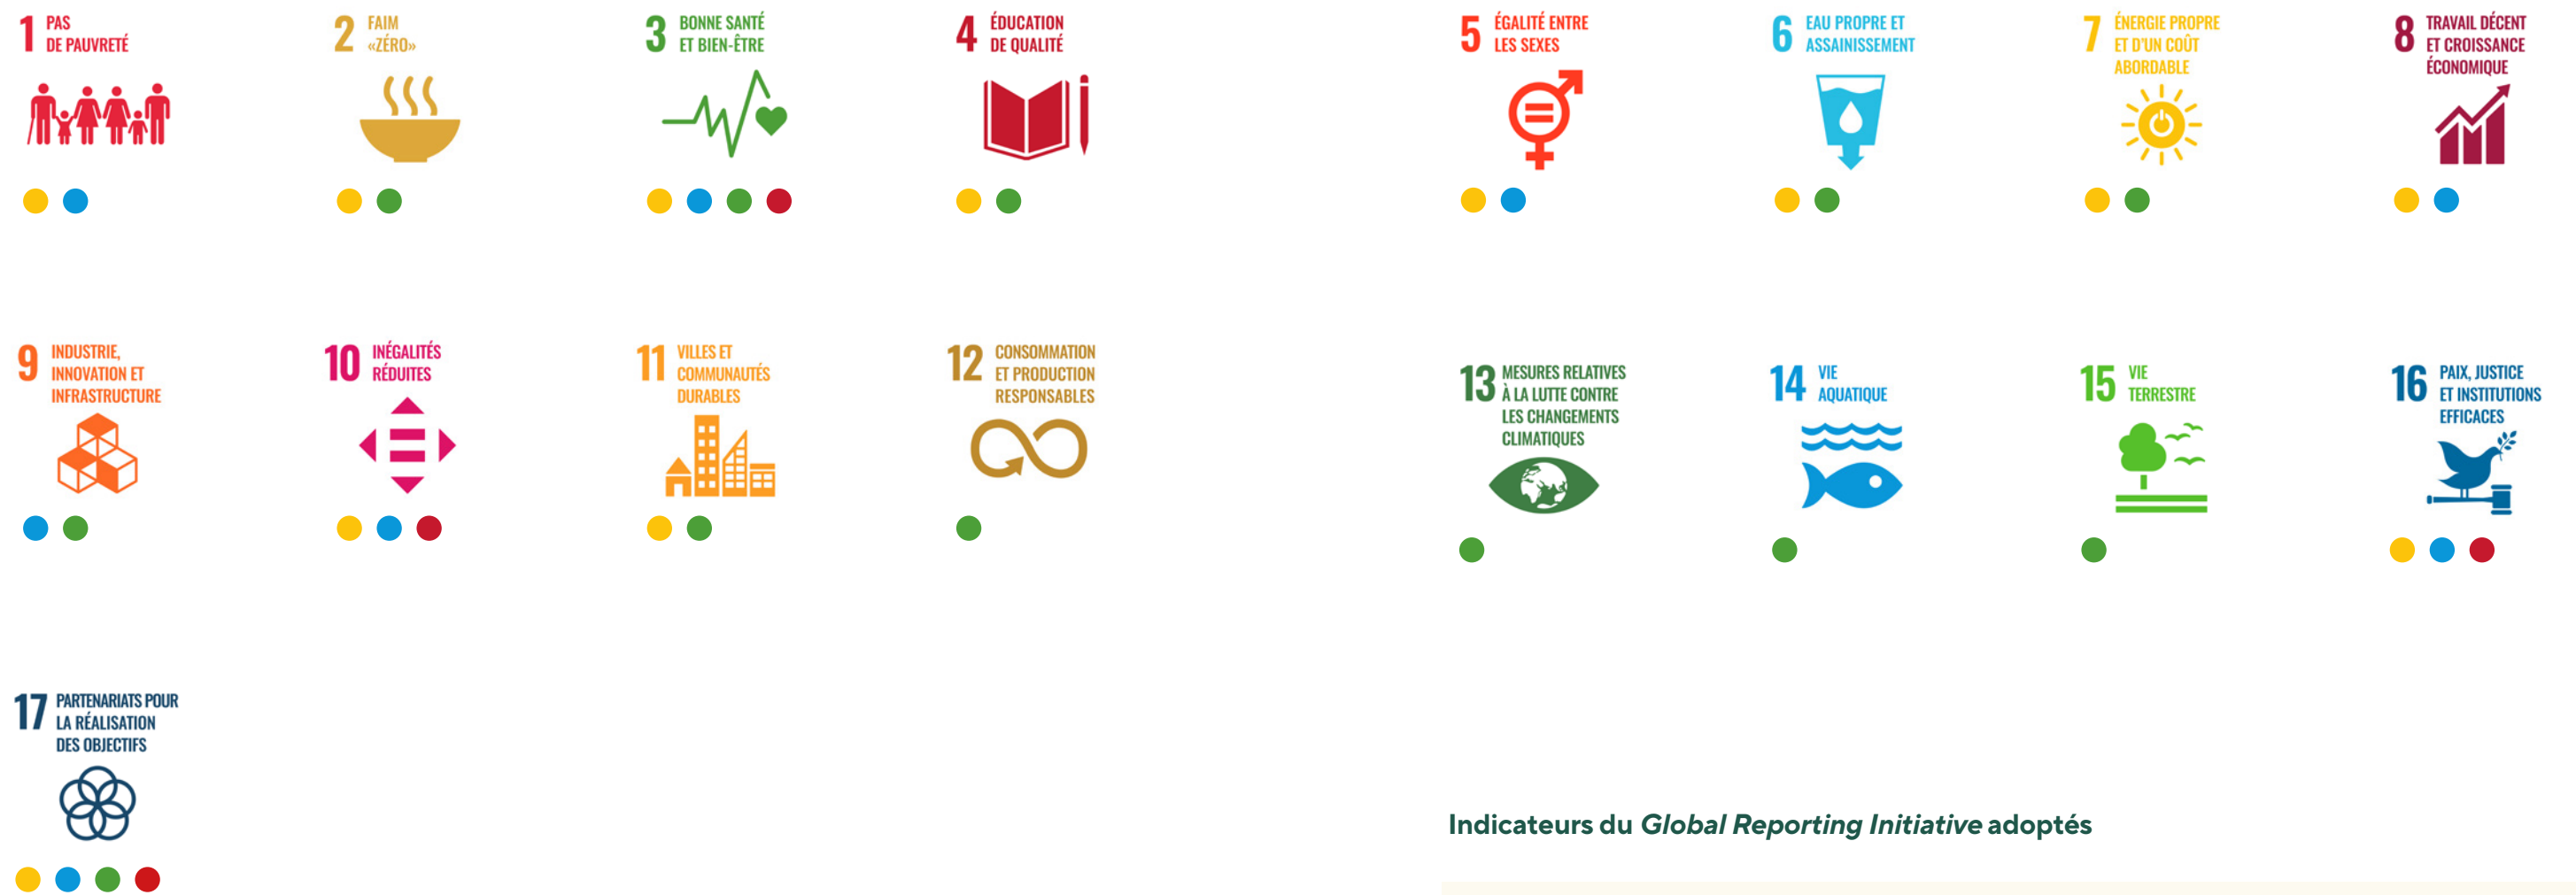 1 PAS
DE PAUVRETÉ
2 FAIM
«ZÉRO»
3 BONNE SANTÉ
ET BIEN-ÊTRE
4 ÉDUCATION
DE QUALITÉ
5 ÉGALITÉ ENTRE
LES SEXES
6 EAU PROPRE ET
ASSAINISSEMENT
7 ÉNERGIE PROPRE
ET D'UN COÛT
ABORDABLE
8 TRAVAIL DÉCENT
ET CROISSANCE
ÉCONOMIQUE
9 INDUSTRIE,
INNOVATION ET
INFRASTRUCTURE
10 INÉGALITÉS
RÉDUITES
11 VILLES ET
COMMUNAUTÉS
DURABLES
12 CONSOMMATION
ET PRODUCTION
RESPONSABLES
13 MESURES RELATIVES
À LA LUTTE CONTRE
LES CHANGEMENTS
CLIMATIQUES
14 VIE
AQUATIQUE
15 VIE
TERRESTRE
16 PAIX, JUSTICE
ET INSTITUTIONS
EFFICACES
17 PARTENARIATS POUR
LA RÉALISATION
DES OBJECTIFS
Indicateurs du Global Reporting Initiative adoptés